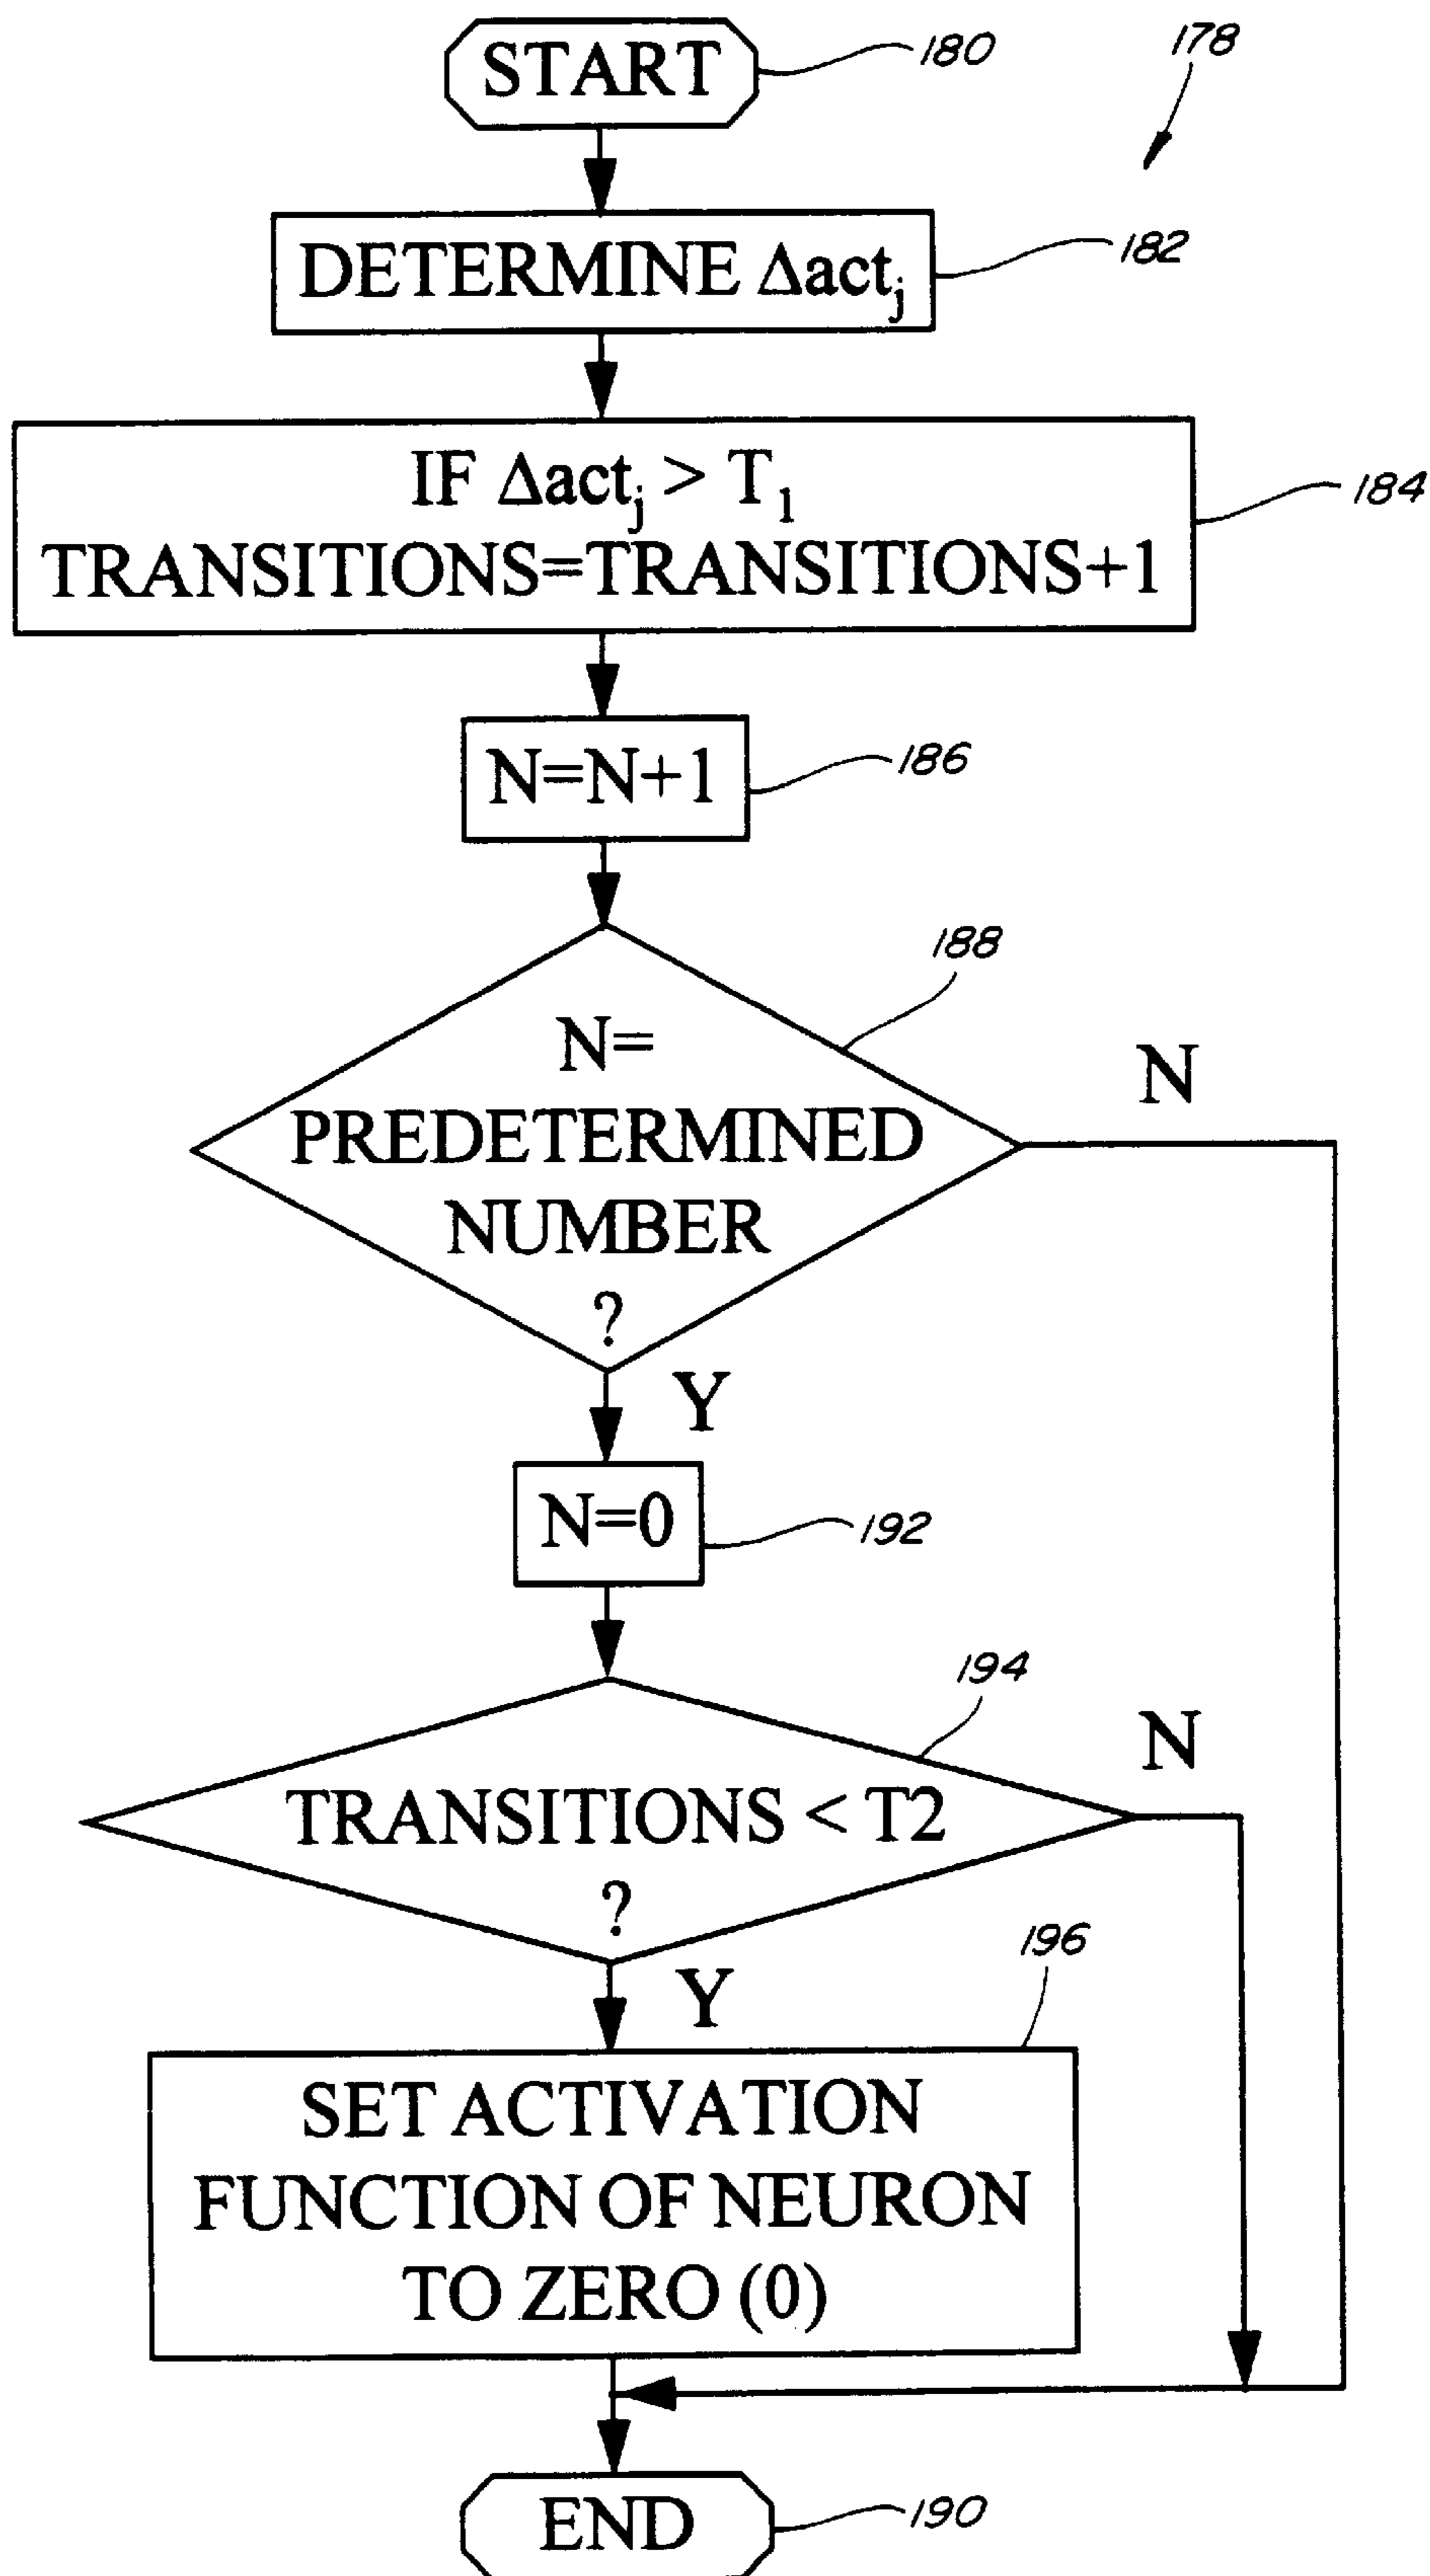 START
180
178
DETERMINE Δactj
182
IF Δactj > T1
TRANSITIONS=TRANSITIONS+1
184
N=N+1
186
188
N=
PREDETERMINED
NUMBER
?
N
Y
N=0
192
194
TRANSITIONS < T2
?
N
Y
196
SET ACTIVATION
FUNCTION OF NEURON
TO ZERO (0)
END
190